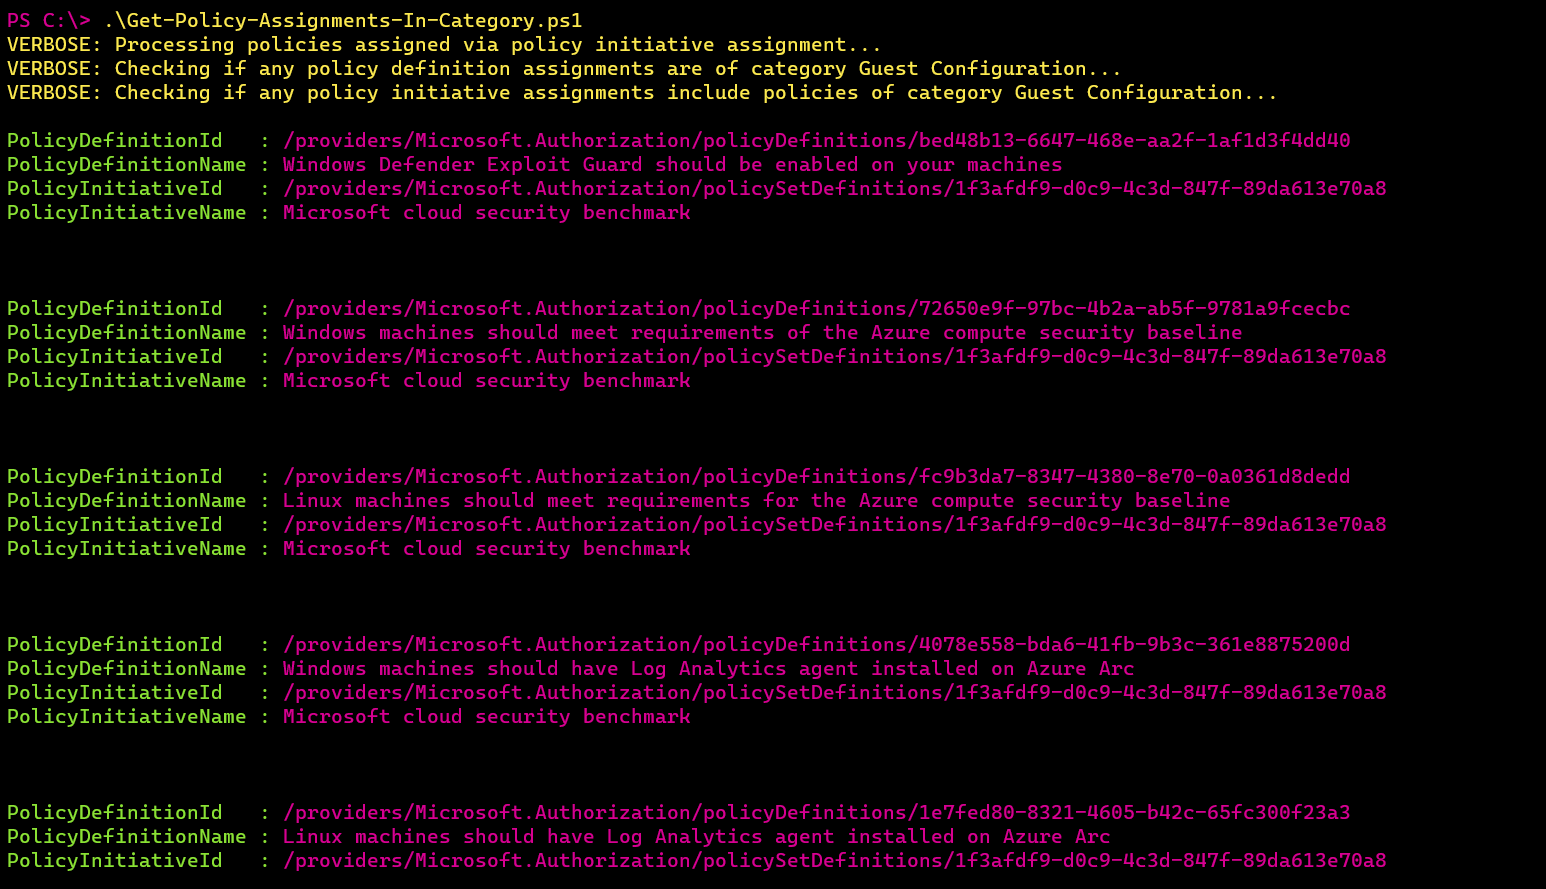 PS C:\> .\Get-Policy-Assignments-In-Category.ps1
VERBOSE: Processing policies assigned via policy initiative assignment...
VERBOSE: Checking if any policy definition assignments are of category Guest Configuration...
VERBOSE: Checking if any policy initiative assignments include policies of category Guest Configuration...
PolicyDefinitionId   : /providers/Microsoft.Authorization/policyDefinitions/bed48b13-6647-468e-aa2f-1af1d3f4dd40
PolicyDefinitionName : Windows Defender Exploit Guard should be enabled on your machines
PolicyInitiativeId   : /providers/Microsoft.Authorization/policySetDefinitions/1f3afdf9-d0c9-4c3d-847f-89da613e70a8
PolicyInitiativeName : Microsoft cloud security benchmark
PolicyDefinitionId   : /providers/Microsoft.Authorization/policyDefinitions/72650e9f-97bc-4b2a-ab5f-9781a9fcecbc
PolicyDefinitionName : Windows machines should meet requirements of the Azure compute security baseline
PolicyInitiativeId   : /providers/Microsoft.Authorization/policySetDefinitions/1f3afdf9-d0c9-4c3d-847f-89da613e70a8
PolicyInitiativeName : Microsoft cloud security benchmark
PolicyDefinitionId   : /providers/Microsoft.Authorization/policyDefinitions/fc9b3da7-8347-4380-8e70-0a0361d8dedd
PolicyDefinitionName : Linux machines should meet requirements for the Azure compute security baseline
PolicyInitiativeId   : /providers/Microsoft.Authorization/policySetDefinitions/1f3afdf9-d0c9-4c3d-847f-89da613e70a8
PolicyInitiativeName : Microsoft cloud security benchmark
PolicyDefinitionId   : /providers/Microsoft.Authorization/policyDefinitions/4078e558-bda6-41fb-9b3c-361e8875200d
PolicyDefinitionName : Windows machines should have Log Analytics agent installed on Azure Arc
PolicyInitiativeId   : /providers/Microsoft.Authorization/policySetDefinitions/1f3afdf9-d0c9-4c3d-847f-89da613e70a8
PolicyInitiativeName : Microsoft cloud security benchmark
PolicyDefinitionId   : /providers/Microsoft.Authorization/policyDefinitions/1e7fed80-8321-4605-b42c-65fc300f23a3
PolicyDefinitionName : Linux machines should have Log Analytics agent installed on Azure Arc
PolicyInitiativeId   : /providers/Microsoft.Authorization/policySetDefinitions/1f3afdf9-d0c9-4c3d-847f-89da613e70a8